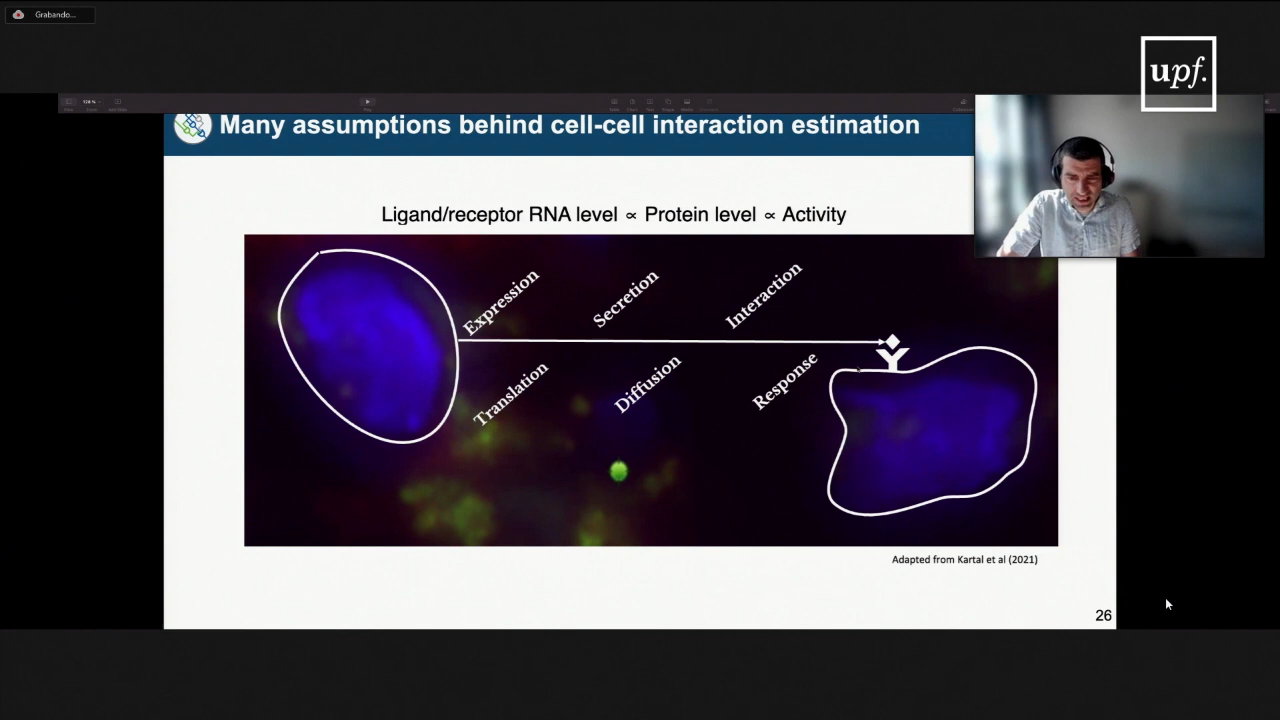 Grabando...
upf.
128 %
Many assumptions behind cell-cell interaction estimation
Ligand/receptor RNA level ∝ Protein level ∝ Activity
Expression
Secretion
Interaction
Translation
Diffusion
Response
Adapted from Kartal et al (2021)
26